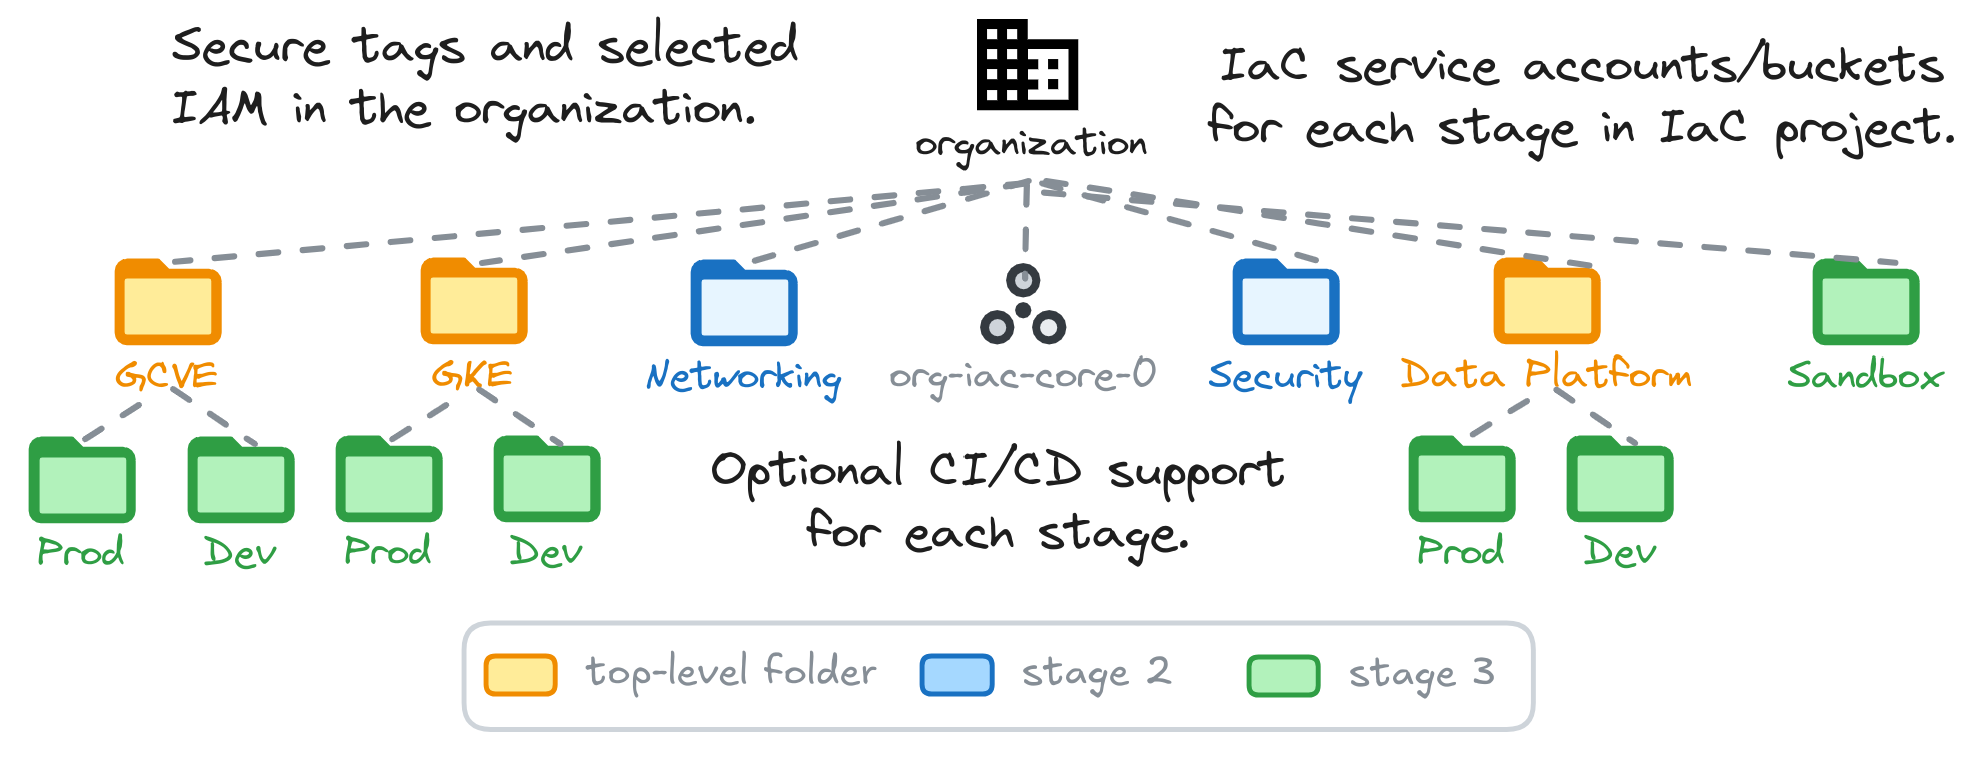 Secure tags and selected
IAM in the organization.
organization
IaC service accounts/buckets
for each stage in IaC project.
GCVE
GKE
Networking
org-iac-core-0
Security
Data Platform
Sandbox
Prod
Dev
Prod
Dev
Optional CI/CD support
for each stage.
Prod
Dev
top-level folder
stage 2
stage 3